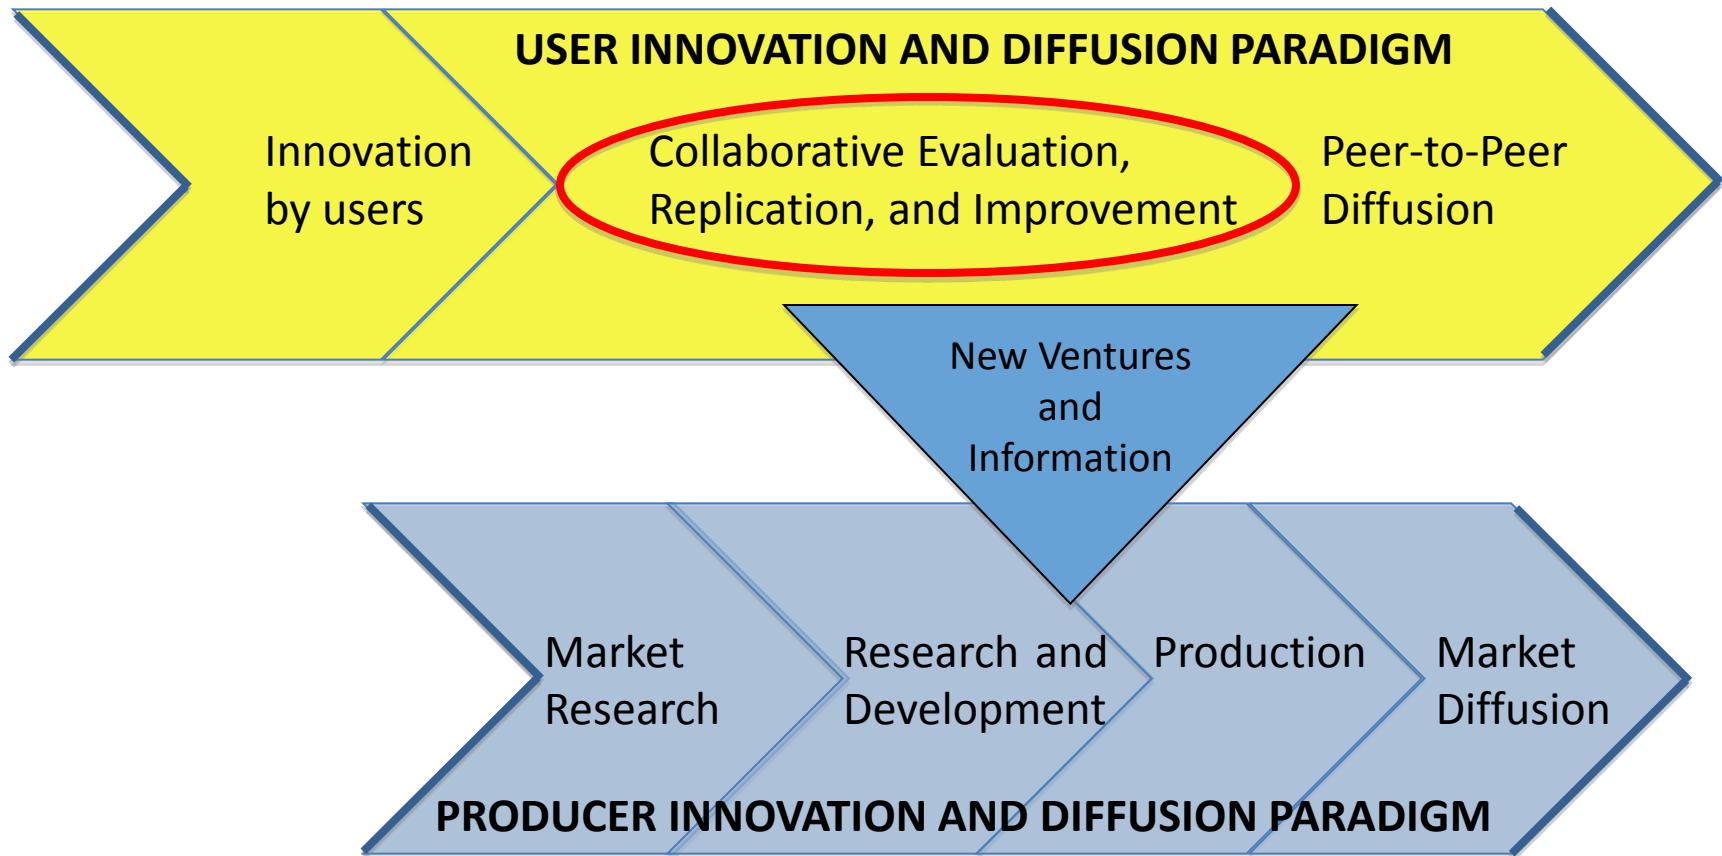 USER INNOVATION AND DIFFUSION PARADIGM
Innovation
by users
Collaborative Evaluation,
Replication, and Improvement
Peer-to-Peer
Diffusion
New Ventures
and
Information
Market
Research
Research and
Development
Production
Market
Diffusion
PRODUCER INNOVATION AND DIFFUSION PARADIGM